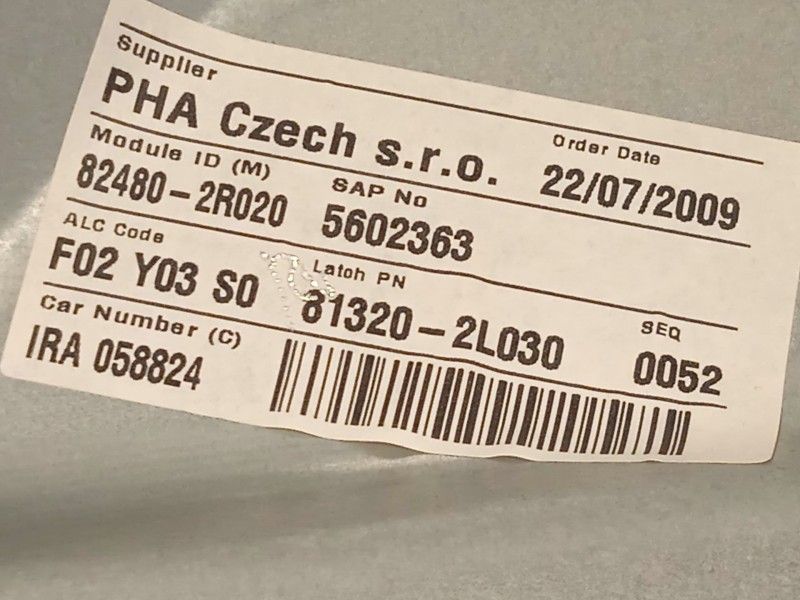 Supplier
PHA Czech s.r.o.
Order Date
22/07/2009
Module ID (M)
82480-2R020
SAP No
5602363
ALC Code
F02 Y03 S0
Latch PN
81320-2L030
SEQ
0052
Car Number (C)
IRA 058824